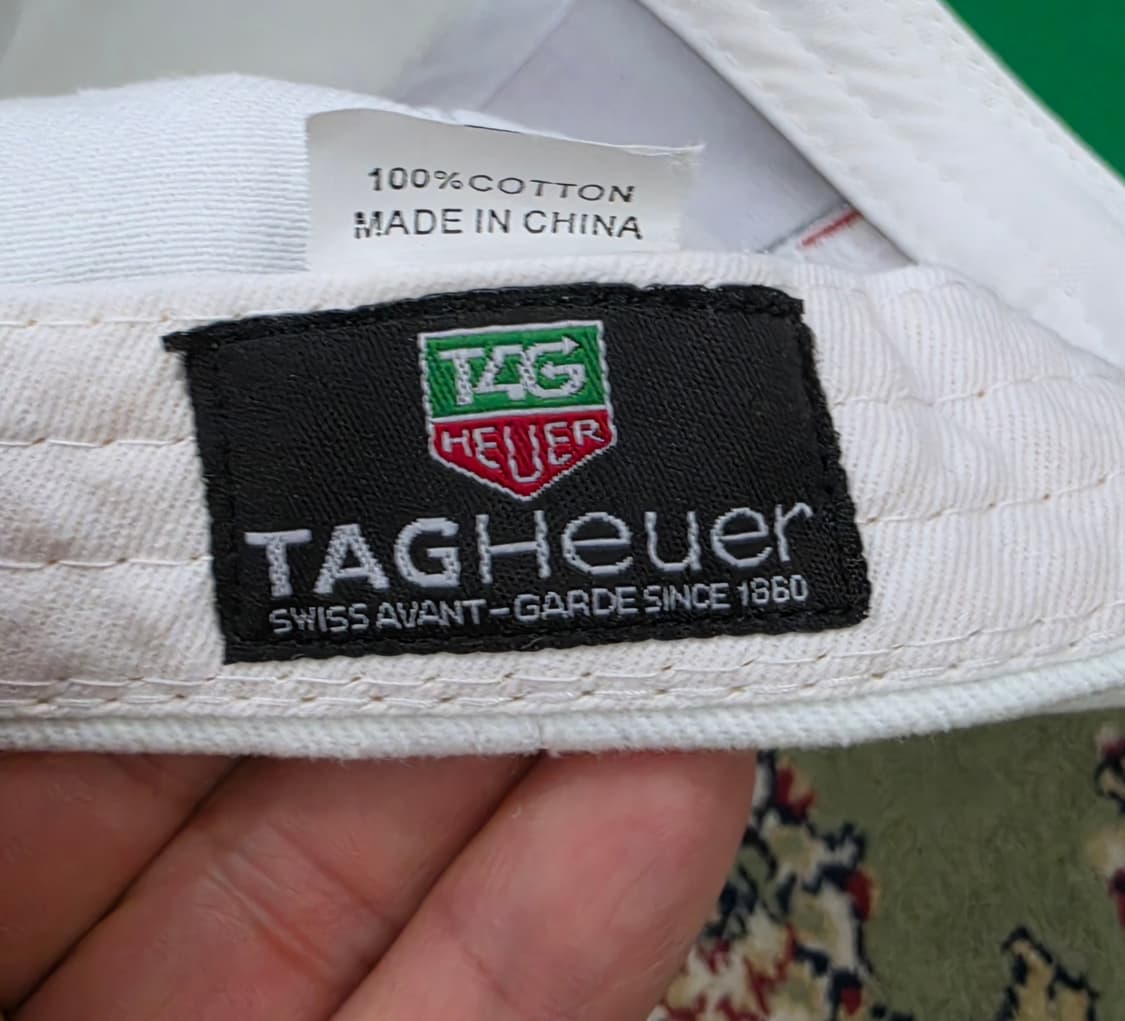 100%COTTON
MADE IN CHINA
TAG
HEUER
TAGHeuer
SWISS AVANT-GARDE SINCE 1860